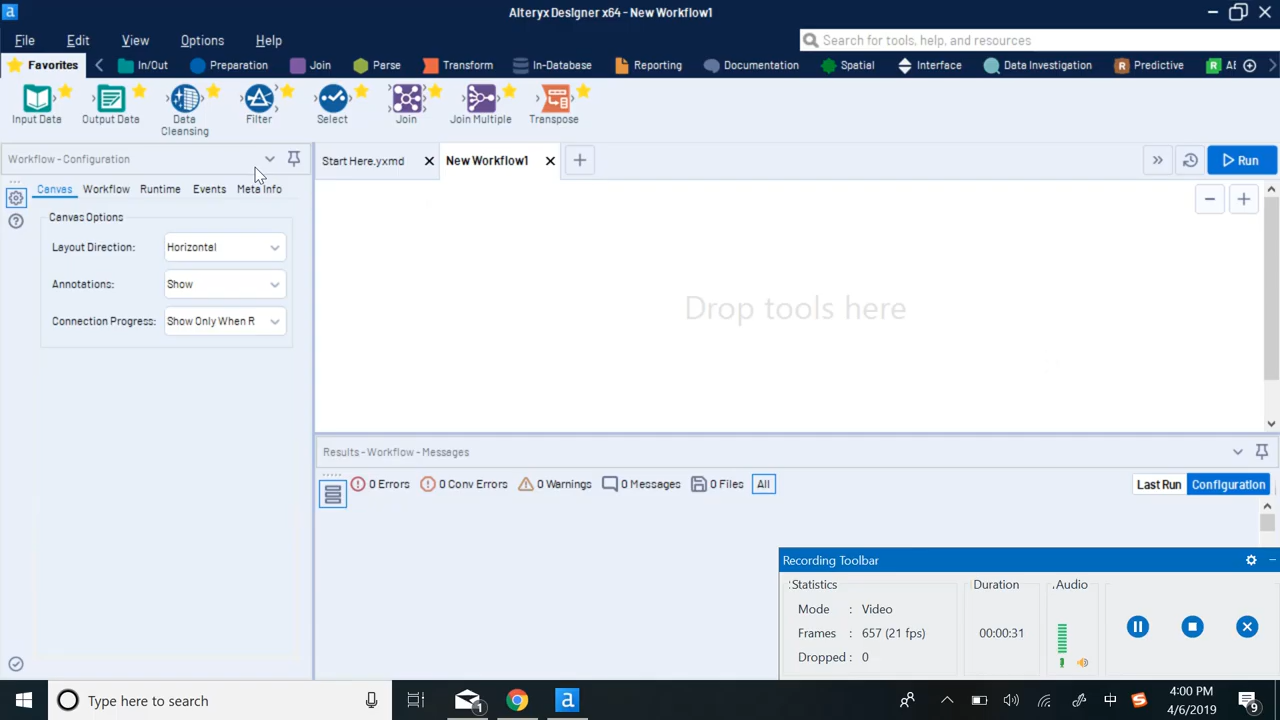 a
Alteryx Designer x64 - New Workflow1
File Edit View Options Help
Search for tools, help, and resources
Favorites In/Out Preparation Join Parse Transform In-Database Reporting Documentation Spatial Interface Data Investigation Predictive
Input Data Output Data Data Cleansing Filter Select Join Join Multiple Transpose
Workflow - Configuration
Start Here.yxmd New Workflow1 Run
Canvas Workflow Runtime Events Meta Info
Canvas Options
Layout Direction: Horizontal
Annotations: Show
Connection Progress: Show Only When R
Drop tools here
Results - Workflow - Messages
0 Errors 0 Conv Errors 0 Warnings 0 Messages 0 Files All Last Run Configuration
Recording Toolbar
Statistics Duration Audio
Mode : Video
Frames : 657 (21 fps) 00:00:31
Dropped : 0
Type here to search
1
a
中
4:00 PM
4/6/2019
9